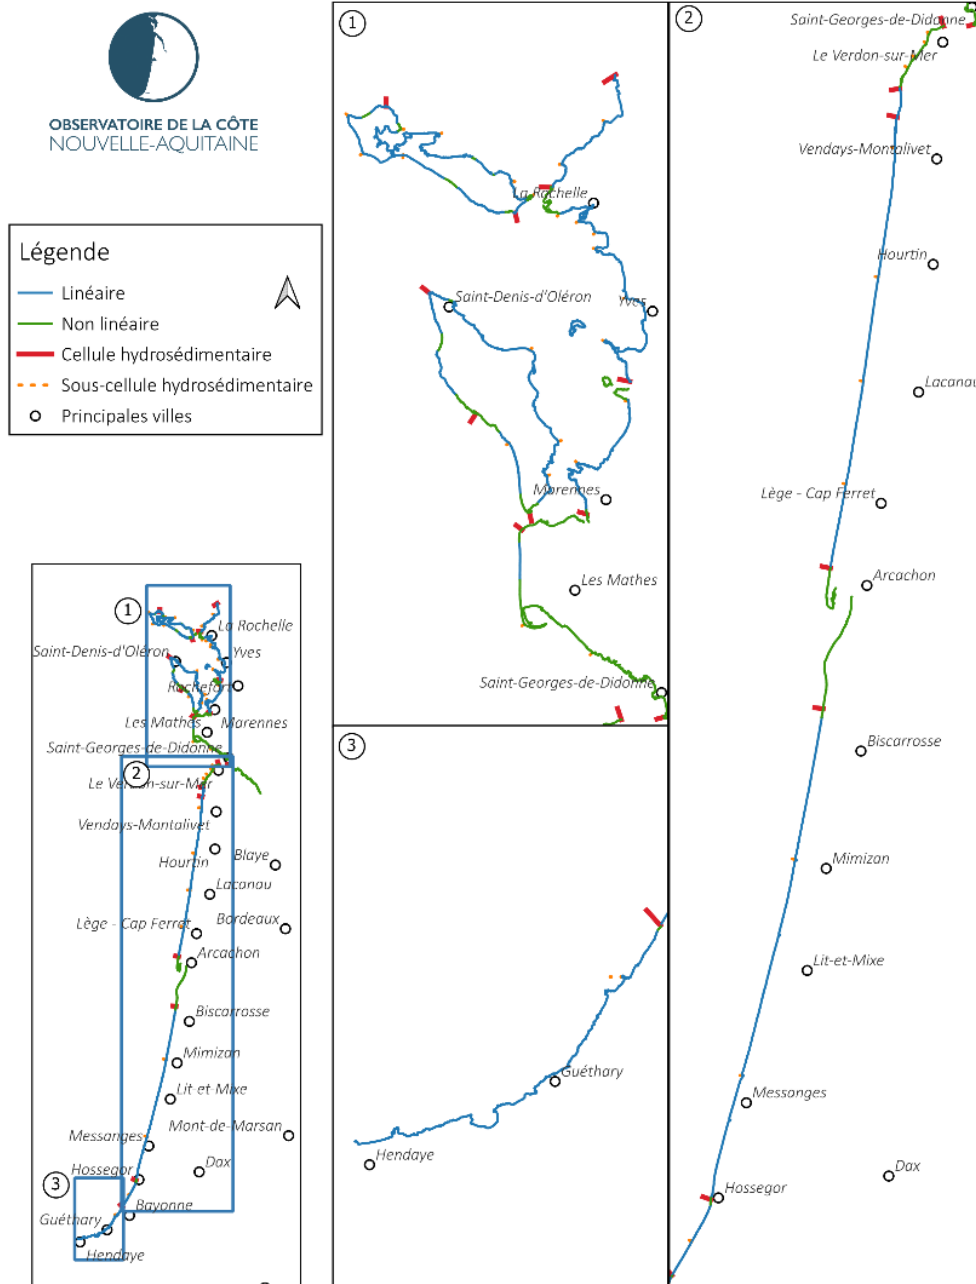 OBSERVATOIRE DE LA CÔTE
NOUVELLE-AQUITAINE
Légende
Linéaire
Non linéaire
Cellule hydrosédimentaire
Sous-cellule hydrosédimentaire
Principales villes
1
La Rochelle
Saint-Denis-d'Oléron
Yves
Rochefort
Les Mathes
Marennes
Saint-Georges-de-Didonne
2
Le Verdon-sur-Mer
Vendays-Montalivet
Hourtin
Blaye
Lacanau
Lège - Cap Ferret
Bordeaux
Arcachon
Biscarrosse
Mimizan
Lit-et-Mixe
Mont-de-Marsan
Messanges
Dax
Hossegor
3
Bayonne
Guéthary
Hendaye
1
La Rochelle
Saint-Denis-d'Oléron
Yves
Marennes
Les Mathes
Saint-Georges-de-Didonne
3
Guéthary
Hendaye
2
Saint-Georges-de-Didonne
Le Verdon-sur-Mer
Vendays-Montalivet
Hourtin
Lacanau
Lège - Cap Ferret
Arcachon
Biscarrosse
Mimizan
Lit-et-Mixe
Messanges
Dax
Hossegor